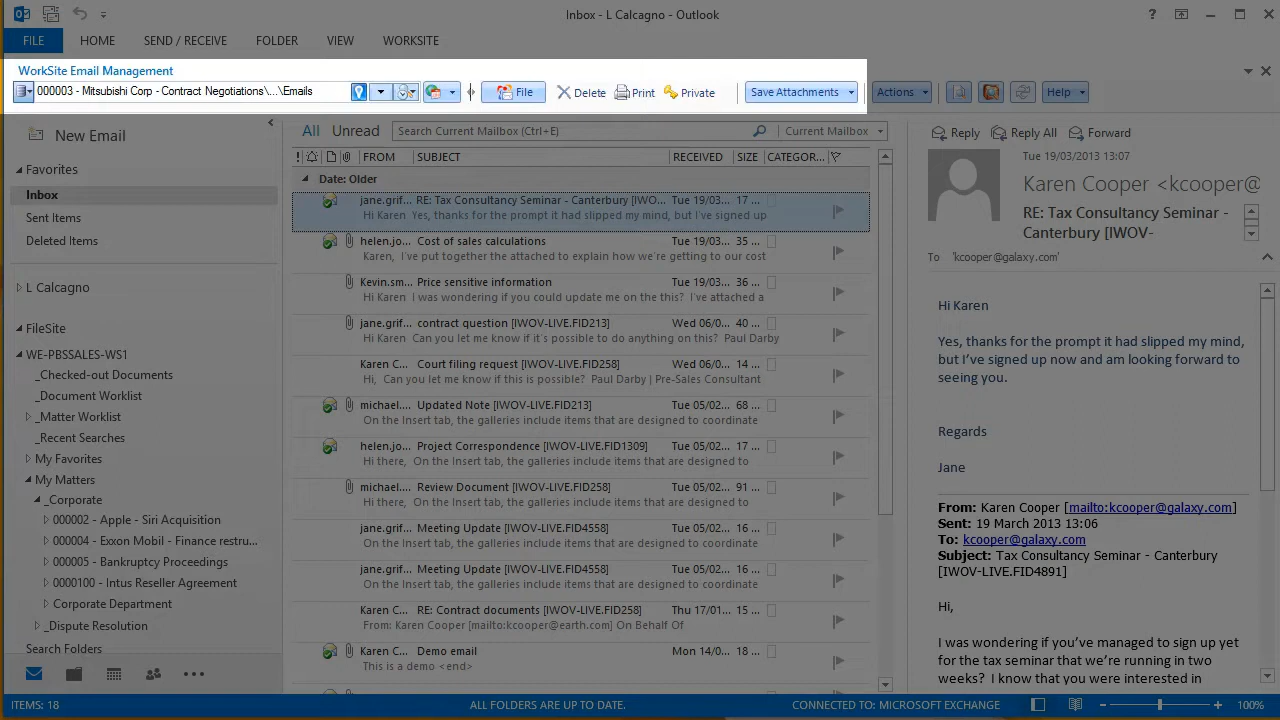 Inbox - L Calcagno - Outlook
?
FILE HOME SEND / RECEIVE FOLDER VIEW WORKSITE
WorkSite Email Management
000003 - Mitsubishi Corp - Contract Negotiations\...\Emails File Delete Print Private Save Attachments Actions Help
New Email
Favorites
Inbox
Sent Items
Deleted Items
L Calcagno
FileSite
WE-PBSSALES-WS1
_Checked-out Documents
_Document Worklist
_Matter Worklist
_Recent Searches
My Favorites
My Matters
_Corporate
000002 - Apple - Siri Acquisition
000004 - Exxon Mobil - Finance restru...
000005 - Bankruptcy Proceedings
0000100 - Intus Reseller Agreement
Corporate Department
_Dispute Resolution
Search Folders
All Unread Search Current Mailbox (Ctrl+E) Current Mailbox
! FROM SUBJECT RECEIVED SIZE CATEGOR...
Date: Older
jane.grif... RE: Tax Consultancy Seminar - Canterbury [IWO... Tue 19/03... 17 ...
Hi Karen Yes, thanks for the prompt it had slipped my mind, but I've signed up
helen.jo... Cost of sales calculations Tue 19/03... 35 ...
Karen, I've put together the attached to explain how we're getting to our cost
Kevin.sm... Price sensitive information Tue 19/03... 36 ...
Hi Karen I was wondering if you could update me on the this? I've attached a
jane.grif... contract question [IWOV-LIVE.FID213] Wed 06/0... 40 ...
Hi Karen Can you let me know if it's possible to do anything on this? Paul Darby
Karen C... Court filing request [IWOV-LIVE.FID258] Wed 06/0... 14 ...
Hi, Can you let me know if this is possible? Paul Darby | Pre-Sales Consultant
michael.... Updated Note [IWOV-LIVE.FID213] Tue 05/02... 68 ...
On the Insert tab, the galleries include items that are designed to coordinate
helen.jo... Project Correspondence [IWOV-LIVE.FID1309] Tue 05/02... 17 ...
Hi there, On the Insert tab, the galleries include items that are designed to
michael.... Review Document [IWOV-LIVE.FID258] Tue 05/02... 91 ...
Hi there, On the Insert tab, the galleries include items that are designed to
jane.grif... Meeting Update [IWOV-LIVE.FID4558] Tue 05/02... 16 ...
On the Insert tab, the galleries include items that are designed to coordinate
jane.grif... Meeting Update [IWOV-LIVE.FID4558] Tue 05/02... 16 ...
On the Insert tab, the galleries include items that are designed to coordinate
Karen C... RE: Contract documents [IWOV-LIVE.FID258] Thu 17/01... 15 ...
From: Karen Cooper [mailto:kcooper@earth.com] On Behalf Of
Karen C... Demo email Mon 14/0... 18 ...
This is a demo <end>
Reply Reply All Forward
Tue 19/03/2013 13:07
Karen Cooper <kcooper@
RE: Tax Consultancy Seminar -
Canterbury [IWOV-
To 'kcooper@galaxy.com'
Hi Karen
Yes, thanks for the prompt it had slipped my mind,
but I've signed up now and am looking forward to
seeing you.
Regards
Jane
From: Karen Cooper [mailto:kcooper@galaxy.com]
Sent: 19 March 2013 13:06
To: kcooper@galaxy.com
Subject: Tax Consultancy Seminar - Canterbury
[IWOV-LIVE.FID4891]
Hi,
I was wondering if you've managed to sign up yet
for the tax seminar that we're running in two
weeks? I know that you were interested in
ITEMS: 18 ALL FOLDERS ARE UP TO DATE. CONNECTED TO: MICROSOFT EXCHANGE 100%